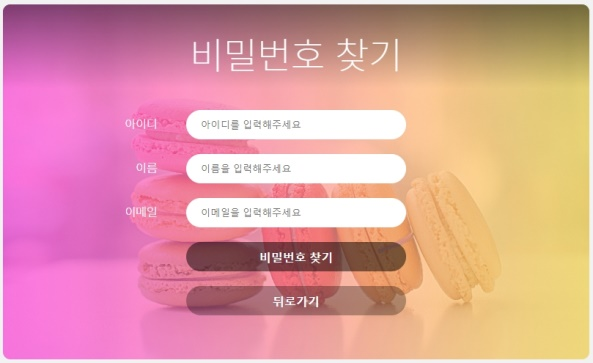 비밀번호 찾기
아이디
아이디를 입력해주세요
이름
이름을 입력해주세요
이메일
이메일을 입력해주세요
비밀번호 찾기
뒤로가기